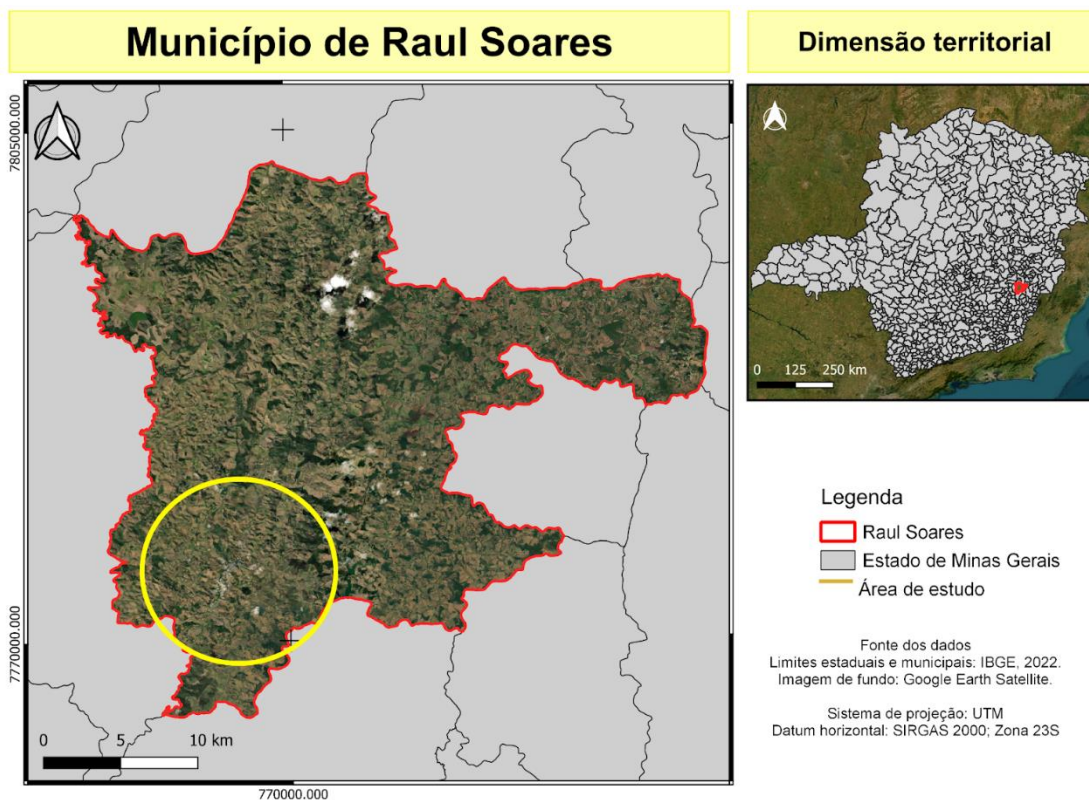 Município de Raul Soares
Dimensão territorial
7805000.000
7770000.000
0 5 10 km
770000.000
0 125 250 km
Legenda
Raul Soares
Estado de Minas Gerais
Área de estudo
Fonte dos dados
Limites estaduais e municipais: IBGE, 2022.
Imagem de fundo: Google Earth Satellite.
Sistema de projeção: UTM
Datum horizontal: SIRGAS 2000; Zona 23S